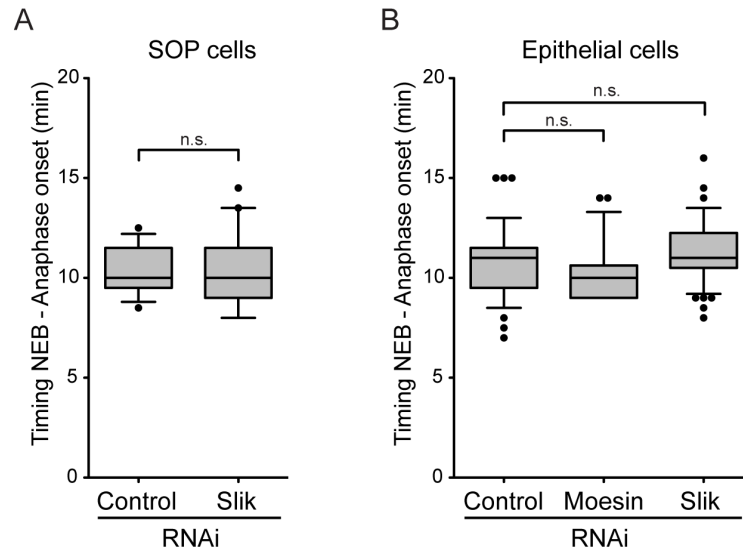 A
SOP cells
Timing NEB - Anaphase onset (min)
20
15
10
5
0
n.s.
Control Slik
RNAi
B
Epithelial cells
Timing NEB - Anaphase onset (min)
20
15
10
5
0
n.s.
n.s.
Control Moesin Slik
RNAi